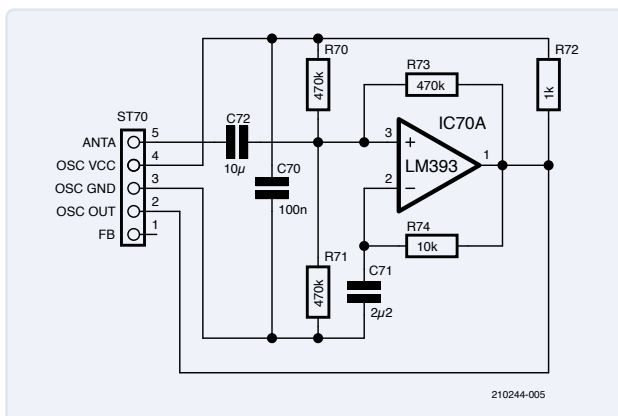 R70
R72
R73
470k
470k
1k
ST70
C72
IC70A
ANTA 5
10µ
3 +
LM393
1
OSC VCC 4
C70
2 –
OSC GND 3
100n
OSC OUT 2
R74
FB 1
10k
R71
C71
470k
2µ2
210244-005